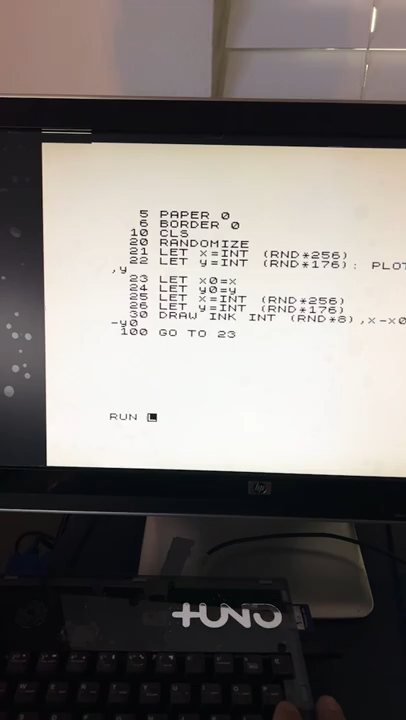 5 PAPER 0
6 BORDER 0
10 CLS
20 RANDOMIZE
21 LET x=INT (RND*256)
22 LET y=INT (RND*176): PLOT
,y
23 LET x0=x
24 LET y0=y
25 LET x=INT (RND*256)
26 LET y=INT (RND*176)
30 DRAW INK INT (RND*8),x-x0
-y0
100 GO TO 23
RUN L
hp
+UNO